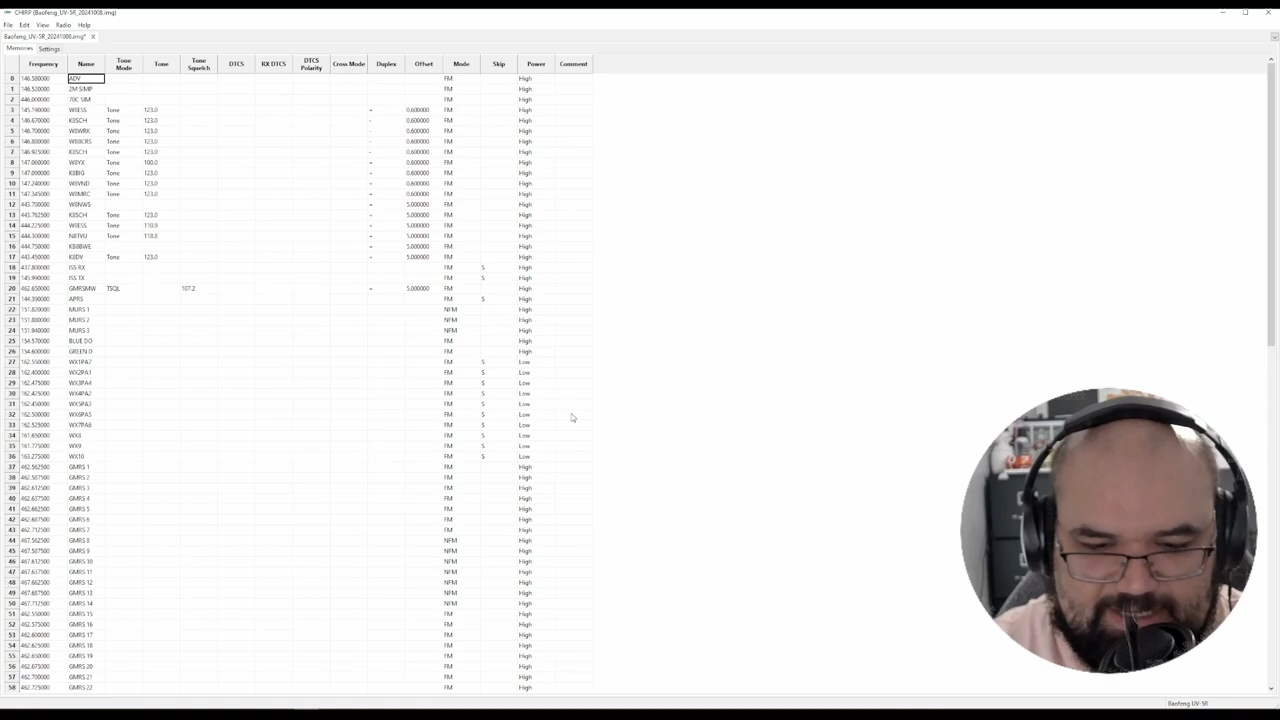 CHIRP (Baofeng_UV-5R_20241008.img)
File Edit View Radio Help
Baofeng_UV-5R_20241008.img*
Memories Settings
Frequency Name Tone Mode Tone Tone Squelch DTCS RX DTCS DTCS Polarity Cross Mode Duplex Offset Mode Skip Power Comment
0 146.580000 ADV FM High
1 146.520000 2M SIMP FM High
2 446.000000 70C SIM FM High
3 145.190000 W8ESS Tone 123.0 + 0.600000 FM High
4 146.670000 K8SCH Tone 123.0 - 0.600000 FM High
5 146.700000 W8WRK Tone 123.0 - 0.600000 FM High
6 146.880000 WB8CRS Tone 123.0 - 0.600000 FM High
7 146.925000 K8SCH Tone 123.0 - 0.600000 FM High
8 147.060000 W8YX Tone 100.0 + 0.600000 FM High
9 147.090000 K8BIG Tone 123.0 + 0.600000 FM High
10 147.240000 W8VND Tone 123.0 + 0.600000 FM High
11 147.345000 W8MRC Tone 123.0 + 0.600000 FM High
12 443.700000 W8NWS + 5.000000 FM High
13 443.762500 K8SCH Tone 123.0 + 5.000000 FM High
14 444.225000 W8ESS Tone 110.9 + 5.000000 FM High
15 444.300000 N8TVU Tone 118.8 + 5.000000 FM High
16 444.750000 KB8BWE + 5.000000 FM High
17 443.450000 K8DV Tone 123.0 + 5.000000 FM High
18 437.800000 ISS RX FM S High
19 145.990000 ISS TX FM S High
20 462.650000 GMRSMW TSQL 107.2 + 5.000000 FM High
21 144.390000 APRS FM S High
22 151.820000 MURS 1 NFM High
23 151.880000 MURS 2 NFM High
24 151.940000 MURS 3 NFM High
25 154.570000 BLUE DO FM High
26 154.600000 GREEN D FM High
27 162.550000 WX1PA7 FM S Low
28 162.400000 WX2PA1 FM S Low
29 162.475000 WX3PA4 FM S Low
30 162.425000 WX4PA2 FM S Low
31 162.450000 WX5PA3 FM S Low
32 162.500000 WX6PA5 FM S Low
33 162.525000 WX7PA6 FM S Low
34 161.650000 WX8 FM S Low
35 161.775000 WX9 FM S Low
36 163.275000 WX10 FM S Low
37 462.562500 GMRS 1 FM High
38 462.587500 GMRS 2 FM High
39 462.612500 GMRS 3 FM High
40 462.637500 GMRS 4 FM High
41 462.662500 GMRS 5 FM High
42 462.687500 GMRS 6 FM High
43 462.712500 GMRS 7 FM High
44 467.562500 GMRS 8 NFM High
45 467.587500 GMRS 9 NFM High
46 467.612500 GMRS 10 NFM High
47 467.637500 GMRS 11 NFM High
48 467.662500 GMRS 12 NFM High
49 467.687500 GMRS 13 NFM High
50 467.712500 GMRS 14 NFM High
51 462.550000 GMRS 15 FM High
52 462.575000 GMRS 16 FM High
53 462.600000 GMRS 17 FM High
54 462.625000 GMRS 18 FM High
55 462.650000 GMRS 19 FM High
56 462.675000 GMRS 20 FM High
57 462.700000 GMRS 21 FM High
58 462.725000 GMRS 22 FM High
Baofeng UV-5R